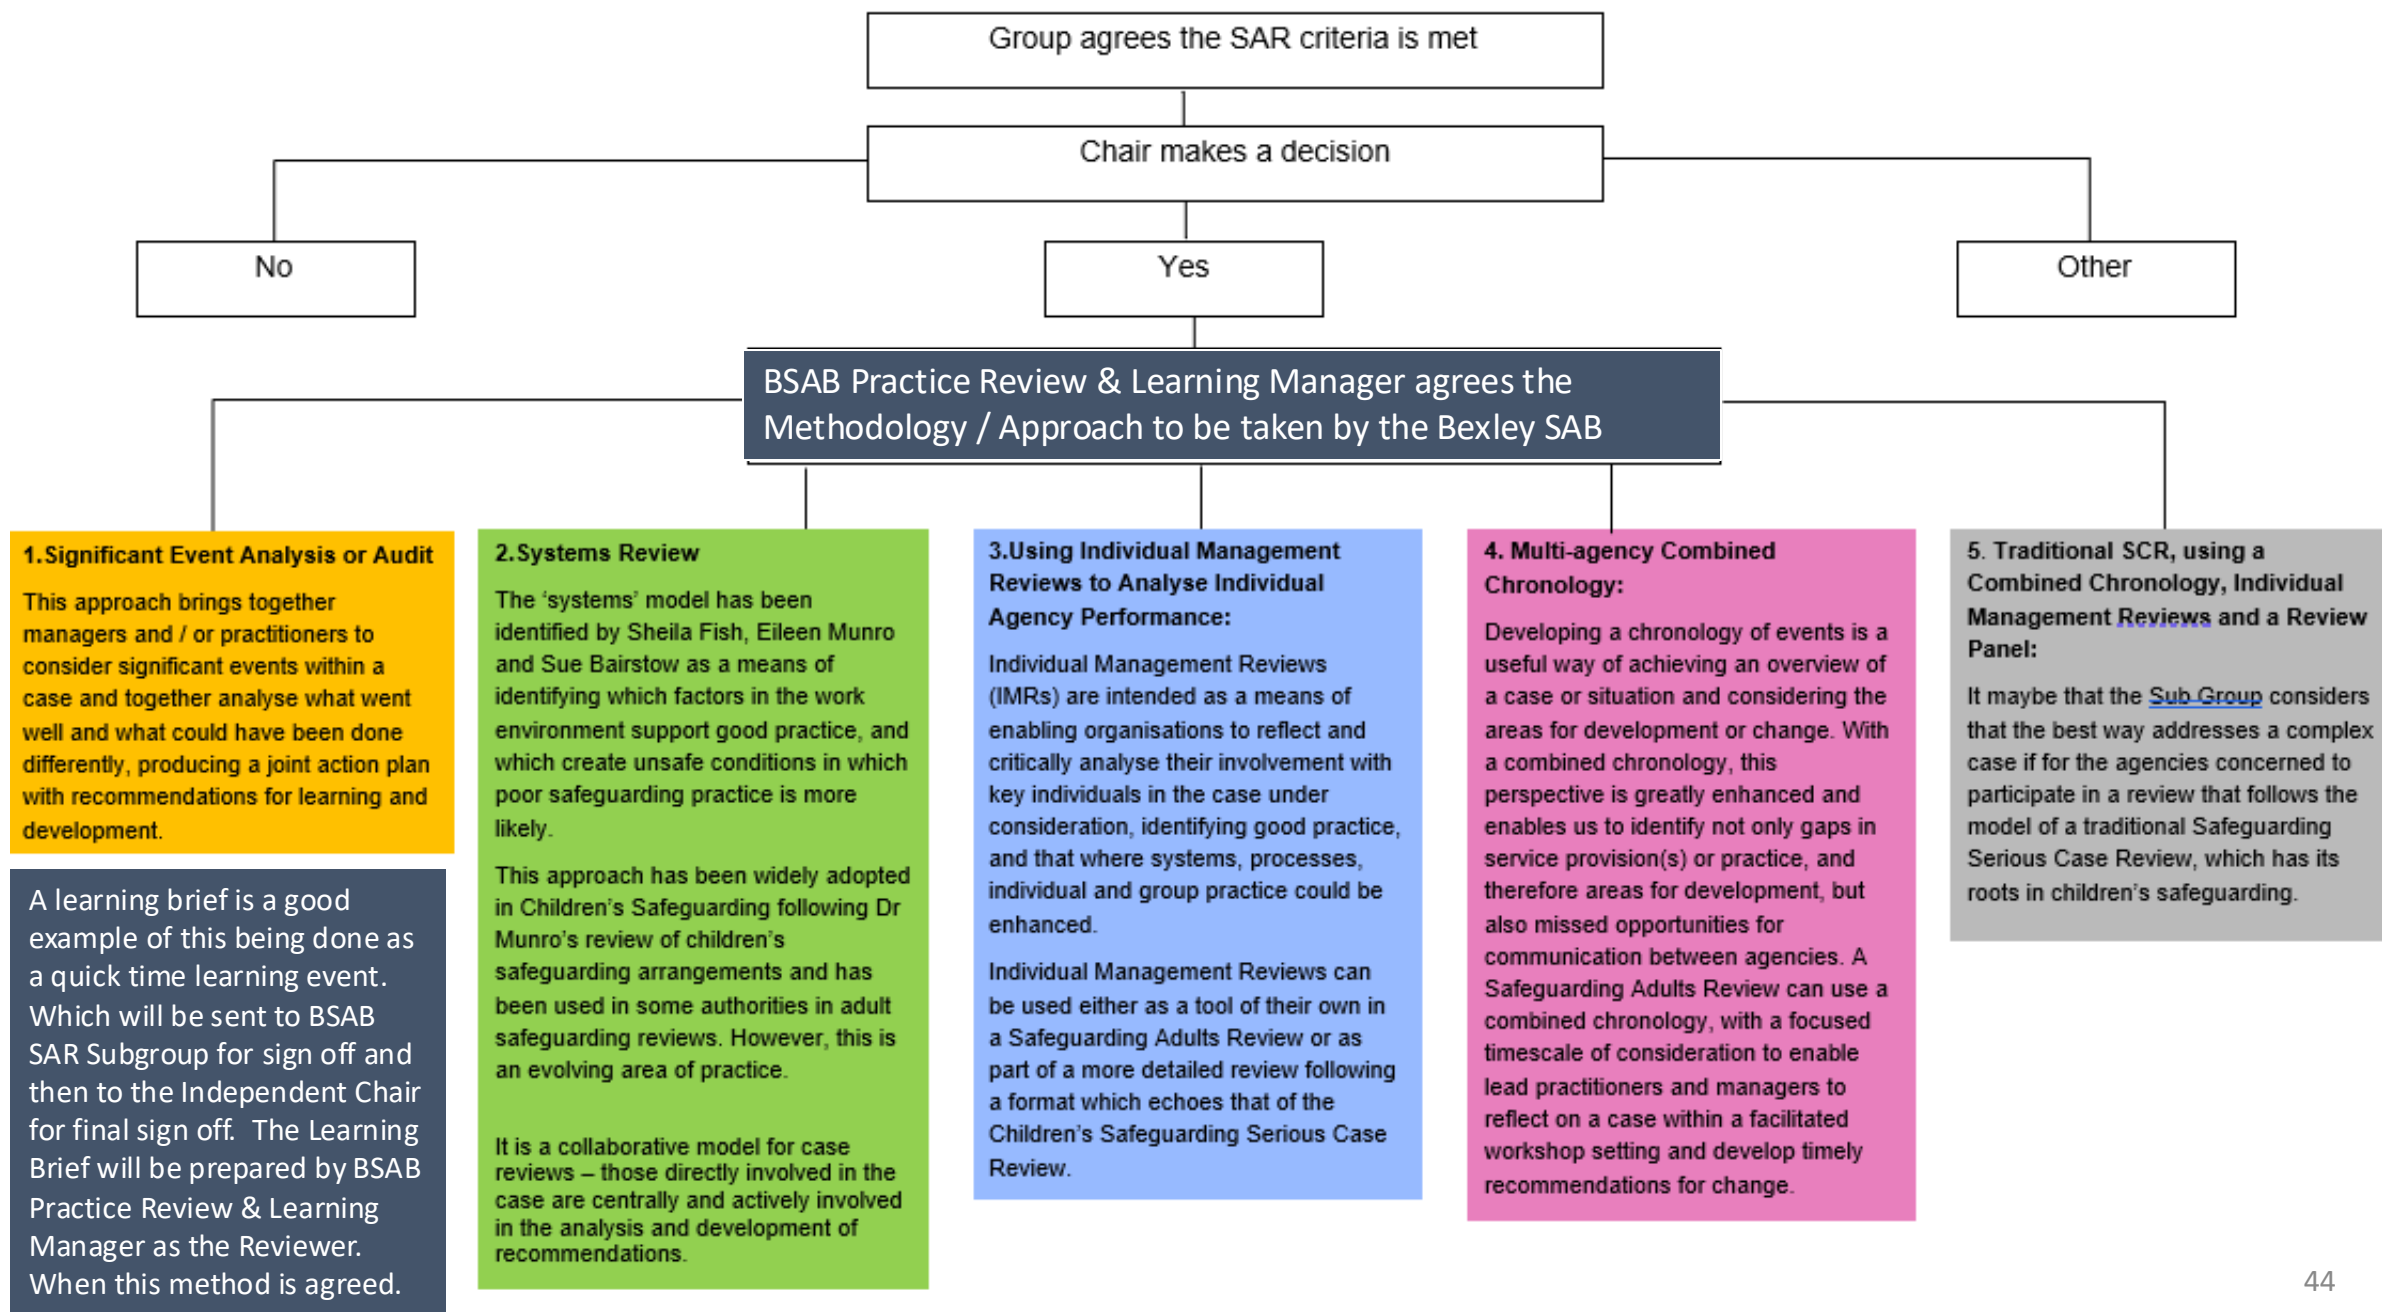 Group agrees the SAR criteria is met
Chair makes a decision
No
Yes
Other
BSAB Practice Review & Learning Manager agrees the
Methodology / Approach to be taken by the Bexley SAB
1.Significant Event Analysis or Audit
This approach brings together
managers and / or practitioners to
consider significant events within a
case and together analyse what went
well and what could have been done
differently, producing a joint action plan
with recommendations for learning and
development.
A learning brief is a good
example of this being done as
a quick time learning event.
Which will be sent to BSAB
SAR Subgroup for sign off and
then to the Independent Chair
for final sign off.  The Learning
Brief will be prepared by BSAB
Practice Review & Learning
Manager as the Reviewer.
When this method is agreed.
2.Systems Review
The ‘systems’ model has been
identified by Sheila Fish, Eileen Munro
and Sue Bairstow as a means of
identifying which factors in the work
environment support good practice, and
which create unsafe conditions in which
poor safeguarding practice is more
likely.
This approach has been widely adopted
in Children’s Safeguarding following Dr
Munro’s review of children’s
safeguarding arrangements and has
been used in some authorities in adult
safeguarding reviews. However, this is
an evolving area of practice.
It is a collaborative model for case
reviews – those directly involved in the
case are centrally and actively involved
in the analysis and development of
recommendations.
3.Using Individual Management
Reviews to Analyse Individual
Agency Performance:
Individual Management Reviews
(IMRs) are intended as a means of
enabling organisations to reflect and
critically analyse their involvement with
key individuals in the case under
consideration, identifying good practice,
and that where systems, processes,
individual and group practice could be
enhanced.
Individual Management Reviews can
be used either as a tool of their own in
a Safeguarding Adults Review or as
part of a more detailed review following
a format which echoes that of the
Children’s Safeguarding Serious Case
Review.
4. Multi-agency Combined
Chronology:
Developing a chronology of events is a
useful way of achieving an overview of
a case or situation and considering the
areas for development or change. With
a combined chronology, this
perspective is greatly enhanced and
enables us to identify not only gaps in
service provision(s) or practice, and
therefore areas for development, but
also missed opportunities for
communication between agencies. A
Safeguarding Adults Review can use a
combined chronology, with a focused
timescale of consideration to enable
lead practitioners and managers to
reflect on a case within a facilitated
workshop setting and develop timely
recommendations for change.
5. Traditional SCR, using a
Combined Chronology, Individual
Management Reviews and a Review
Panel:
It maybe that the Sub Group considers
that the best way addresses a complex
case if for the agencies concerned to
participate in a review that follows the
model of a traditional Safeguarding
Serious Case Review, which has its
roots in children’s safeguarding.
44